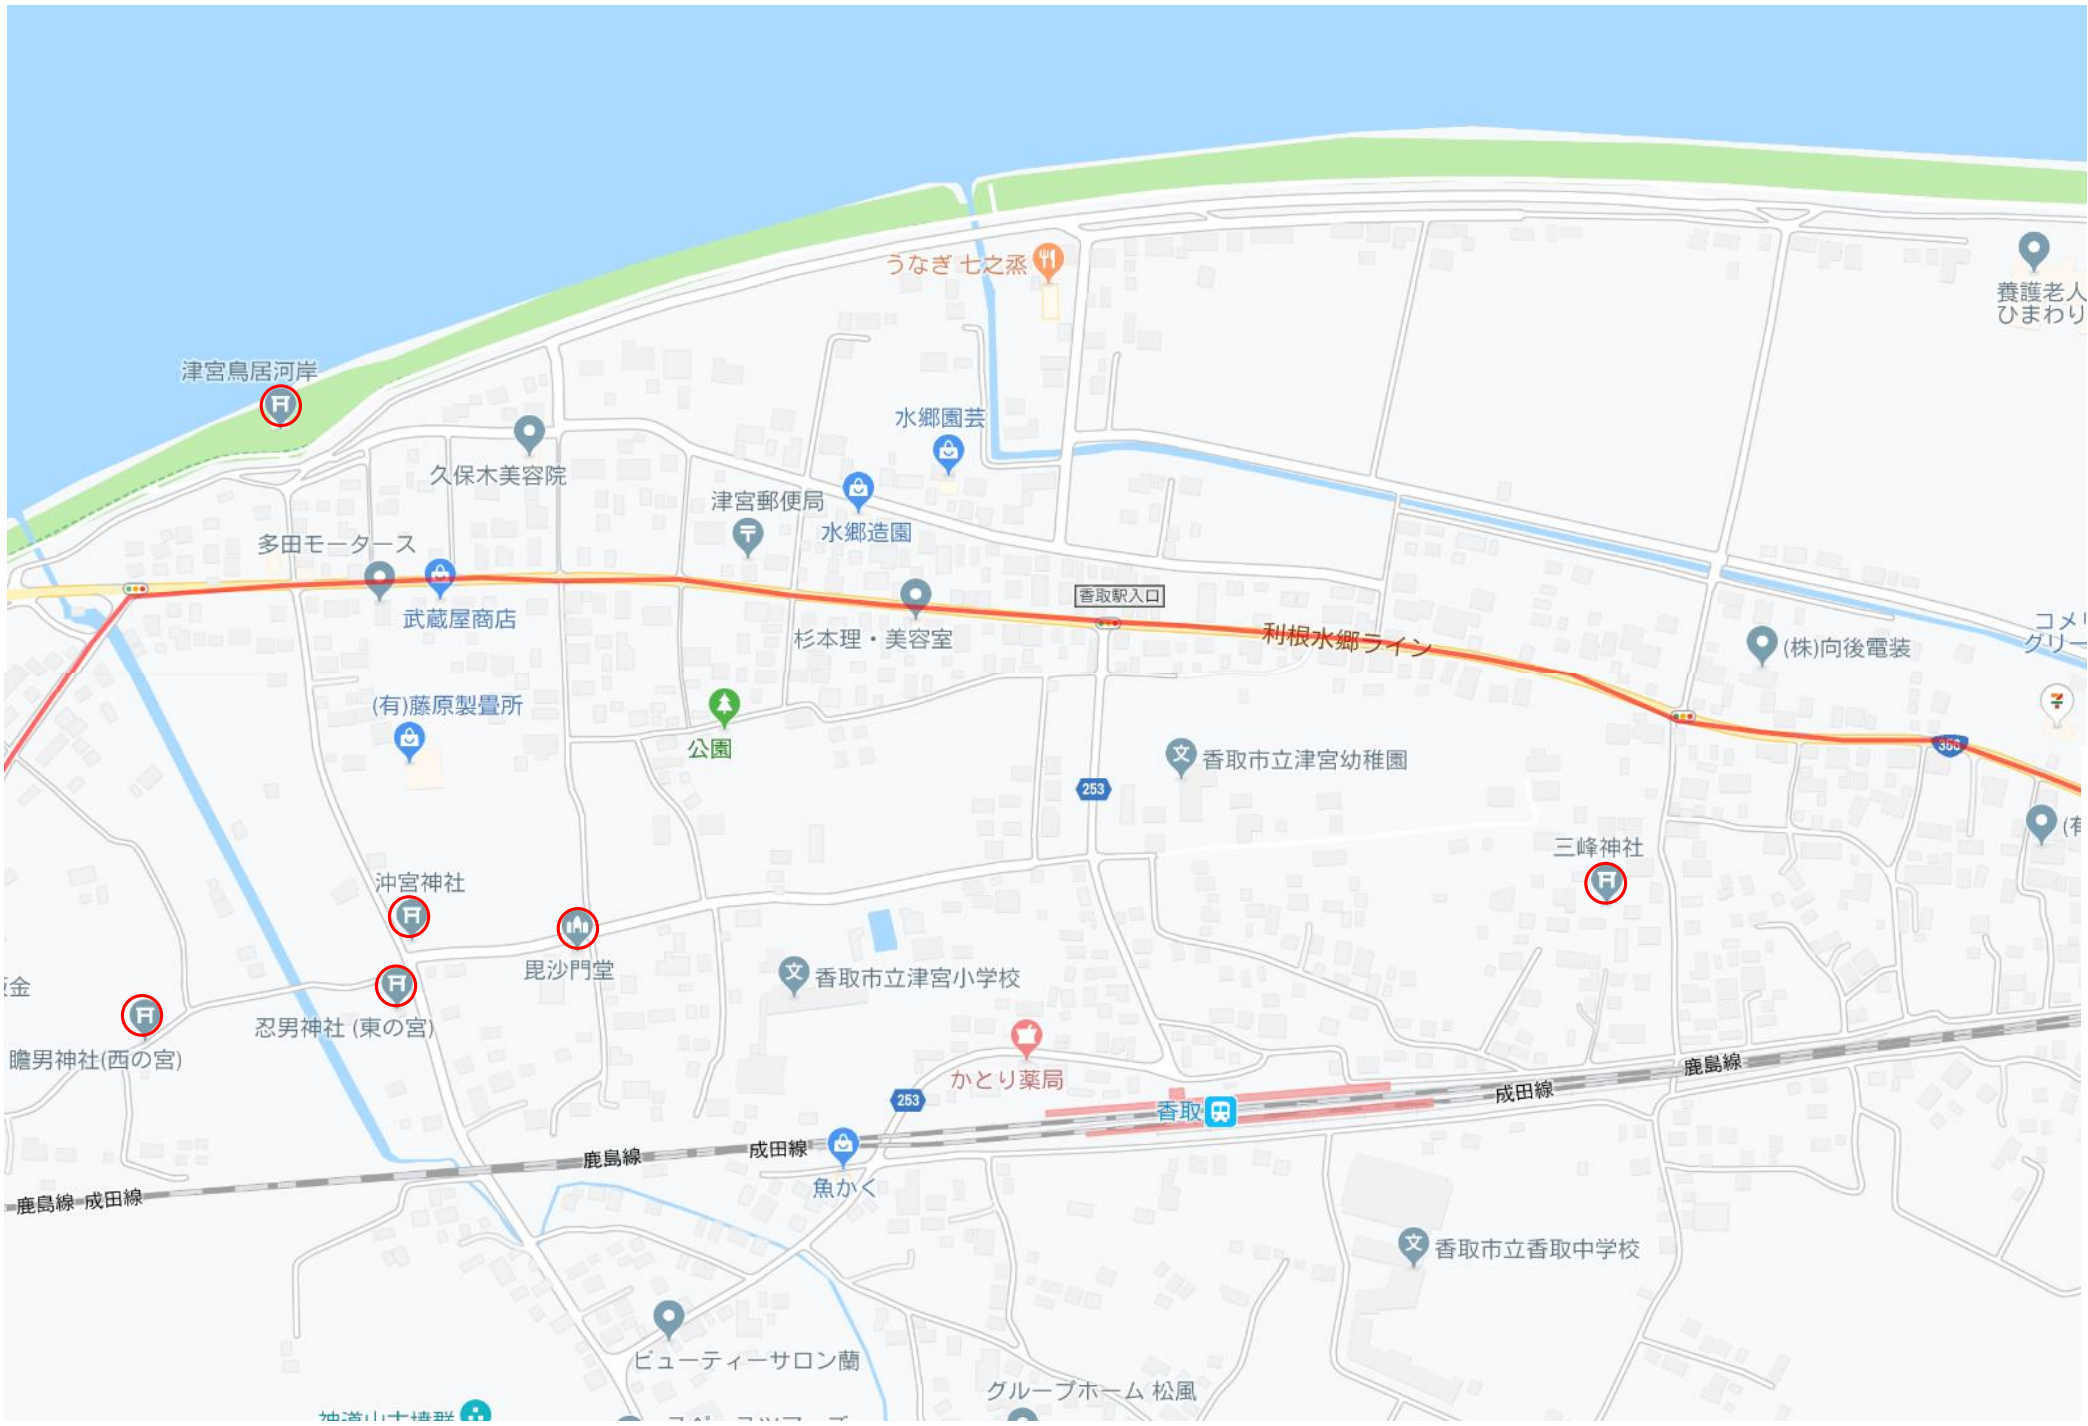 うなぎ 七之烝
養護老人
ひまわり
津宮鳥居河岸
水郷園芸
久保木美容院
津宮郵便局
水郷造園
多田モータース
武蔵屋商店
香取駅入口
杉本理・美容室
利根水郷ライン
コメリ
グリー
(株)向後電装
(有)藤原製畳所
公園
356
香取市立津宮幼稚園
253
(有
三峰神社
沖宮神社
毘沙門堂
香取市立津宮小学校
金
忍男神社 (東の宮)
瞻男神社(西の宮)
かとり薬局
253
香取
成田線
鹿島線
鹿島線
成田線
魚かく
鹿島線 成田線
香取市立香取中学校
ビューティーサロン蘭
グループホーム 松風
神道山古墳群